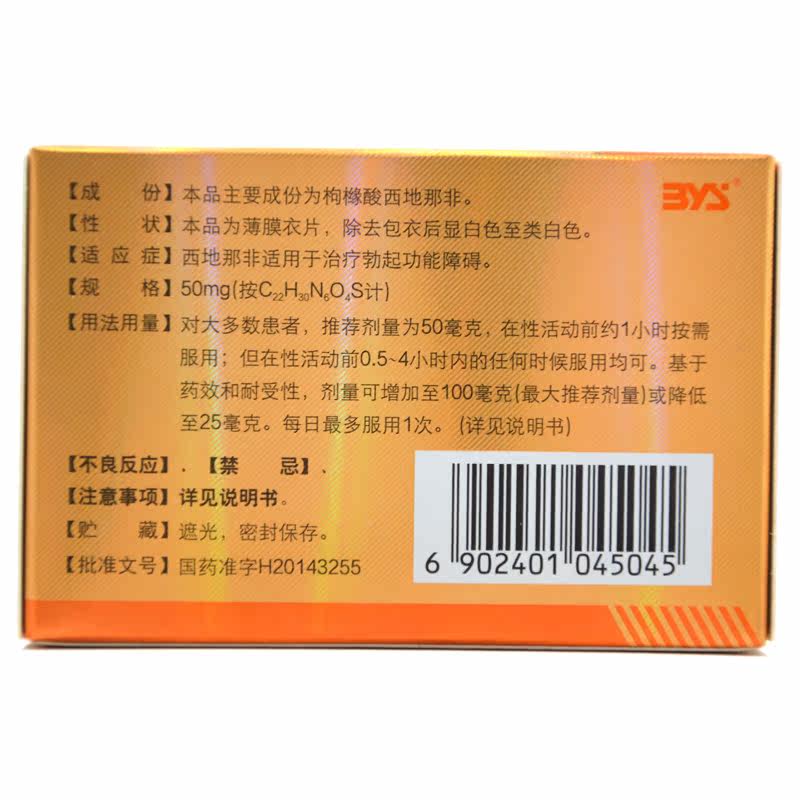 BYS®
【成 份】本品主要成份为枸橼酸西地那非。
【性 状】本品为薄膜衣片，除去包衣后显白色至类白色。
【适 应 症】西地那非适用于治疗勃起功能障碍。
【规 格】50mg(按C₂₂H₃₀N₆O₄S计)
【用法用量】对大多数患者，推荐剂量为50毫克，在性活动前约1小时按需
服用；但在性活动前0.5~4小时内的任何时候服用均可。基于
药效和耐受性，剂量可增加至100毫克(最大推荐剂量)或降低
至25毫克。每日最多服用1次。(详见说明书)
【不良反应】、【禁 忌】、
【注意事项】详见说明书。
【贮 藏】遮光，密封保存。
【批准文号】国药准字H20143255
6 902401 045045